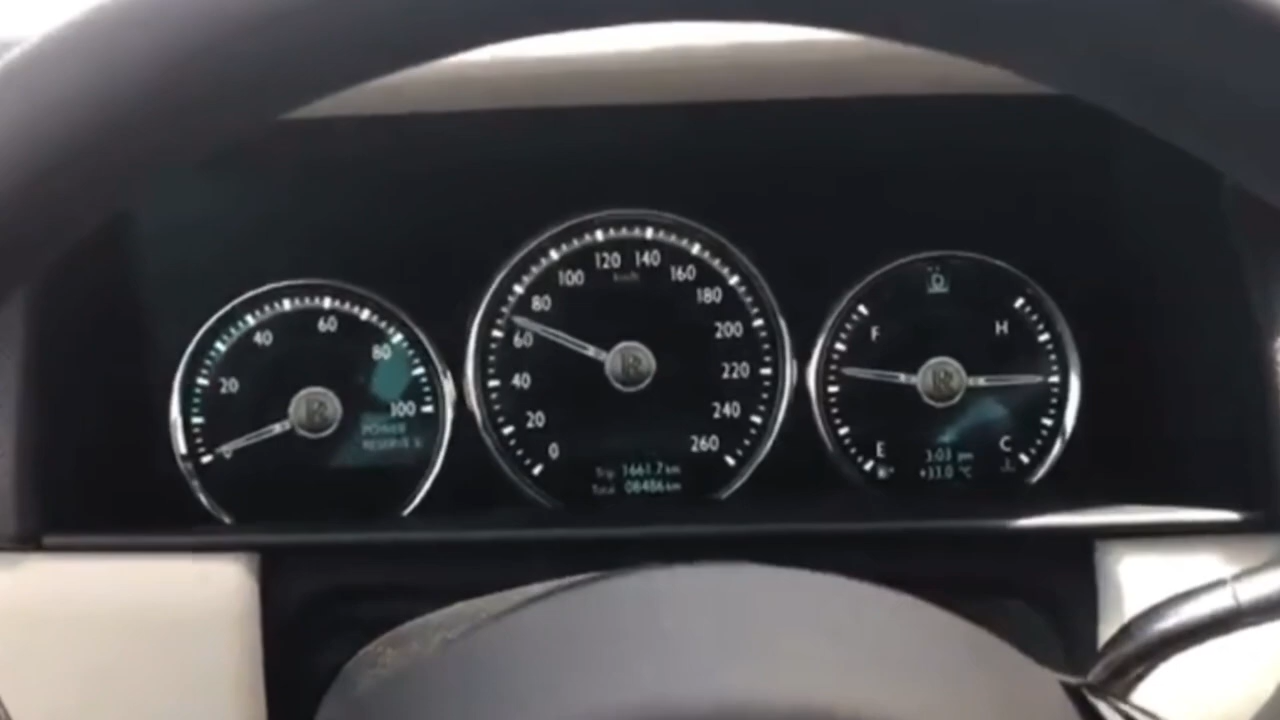 0
20
40
60
80
100
POWER
RESERVE %
0
20
40
60
80
100
120
140
160
180
200
220
240
260
km/h
Trip 1661.7 km
Total 08486 km
D
F
H
E
C
3:03 pm
+33.0 °C
R
R
R